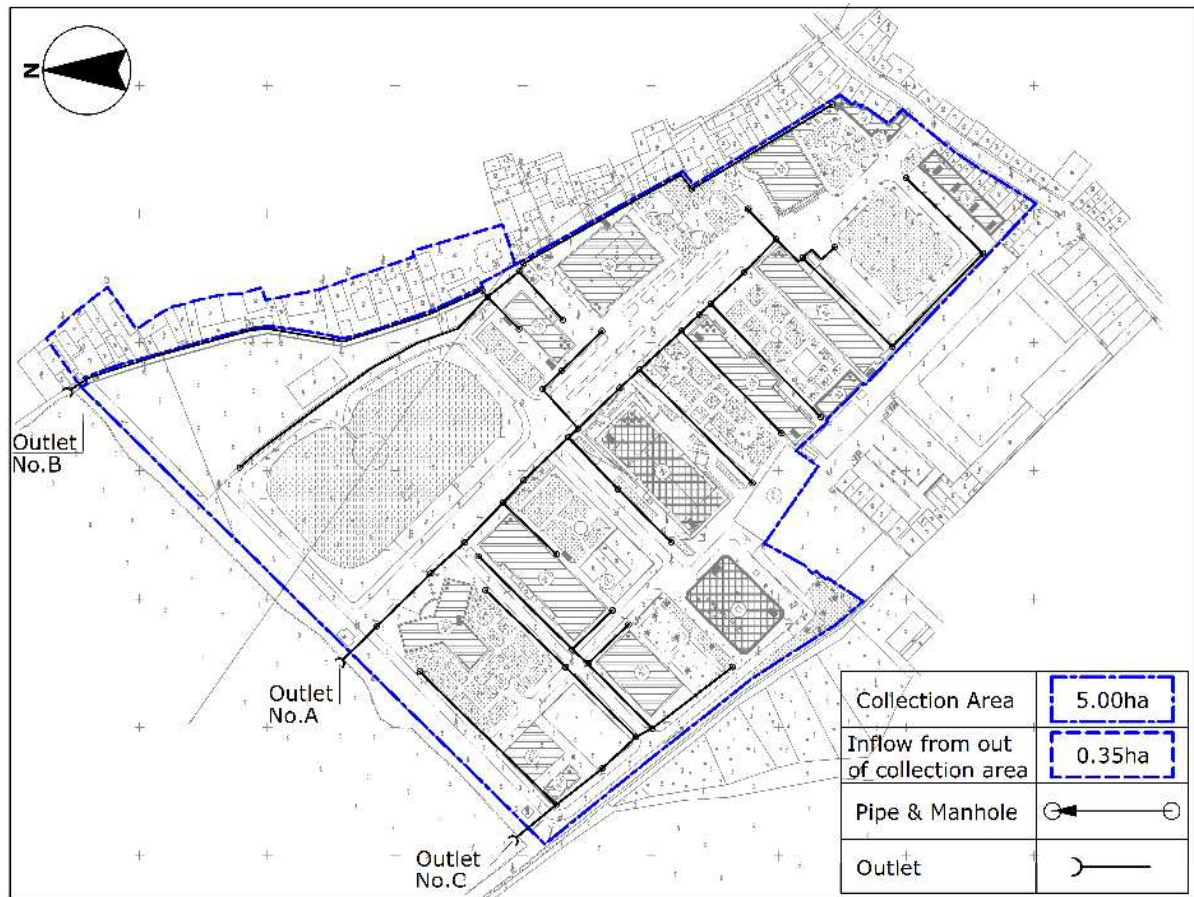 N
Outlet
No.B
Outlet
No.A
Outlet
No.C
Collection Area
5.00ha
Inflow from out
of collection area
0.35ha
Pipe & Manhole
Outlet